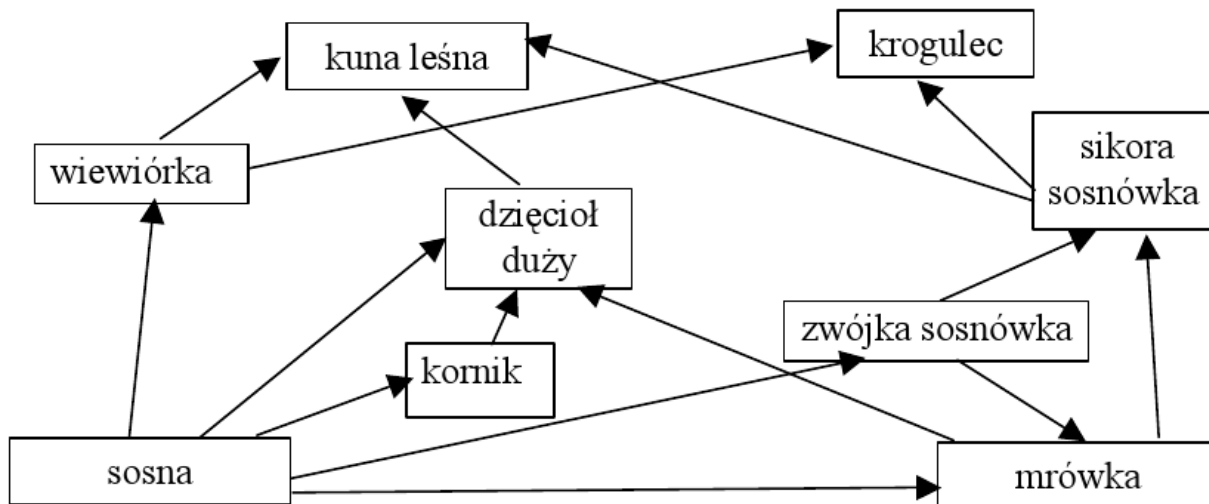 kuna leśna
krogulec
wiewiórka
sikora
sosnówka
dzięcioł
duży
zwójka sosnówka
kornik
sosna
mrówka